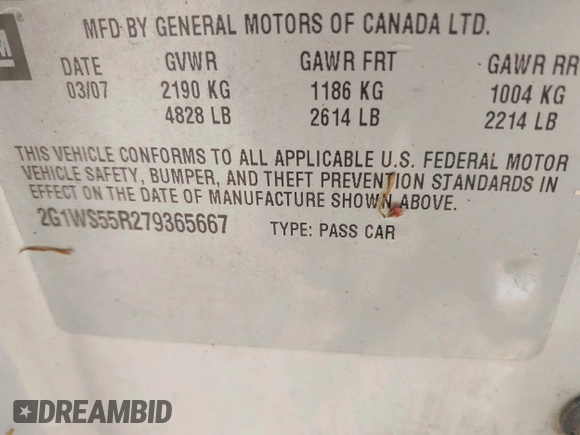 GM
®
MFD BY GENERAL MOTORS OF CANADA LTD.
DATE GVWR GAWR FRT GAWR RR
03/07 2190 KG 1186 KG 1004 KG
4828 LB 2614 LB 2214 LB
THIS VEHICLE CONFORMS TO ALL APPLICABLE U.S. FEDERAL MOTOR
VEHICLE SAFETY, BUMPER, AND THEFT PREVENTION STANDARDS IN
EFFECT ON THE DATE OF MANUFACTURE SHOWN ABOVE.
2G1WS55R279365667 TYPE: PASS CAR
DREAMBID